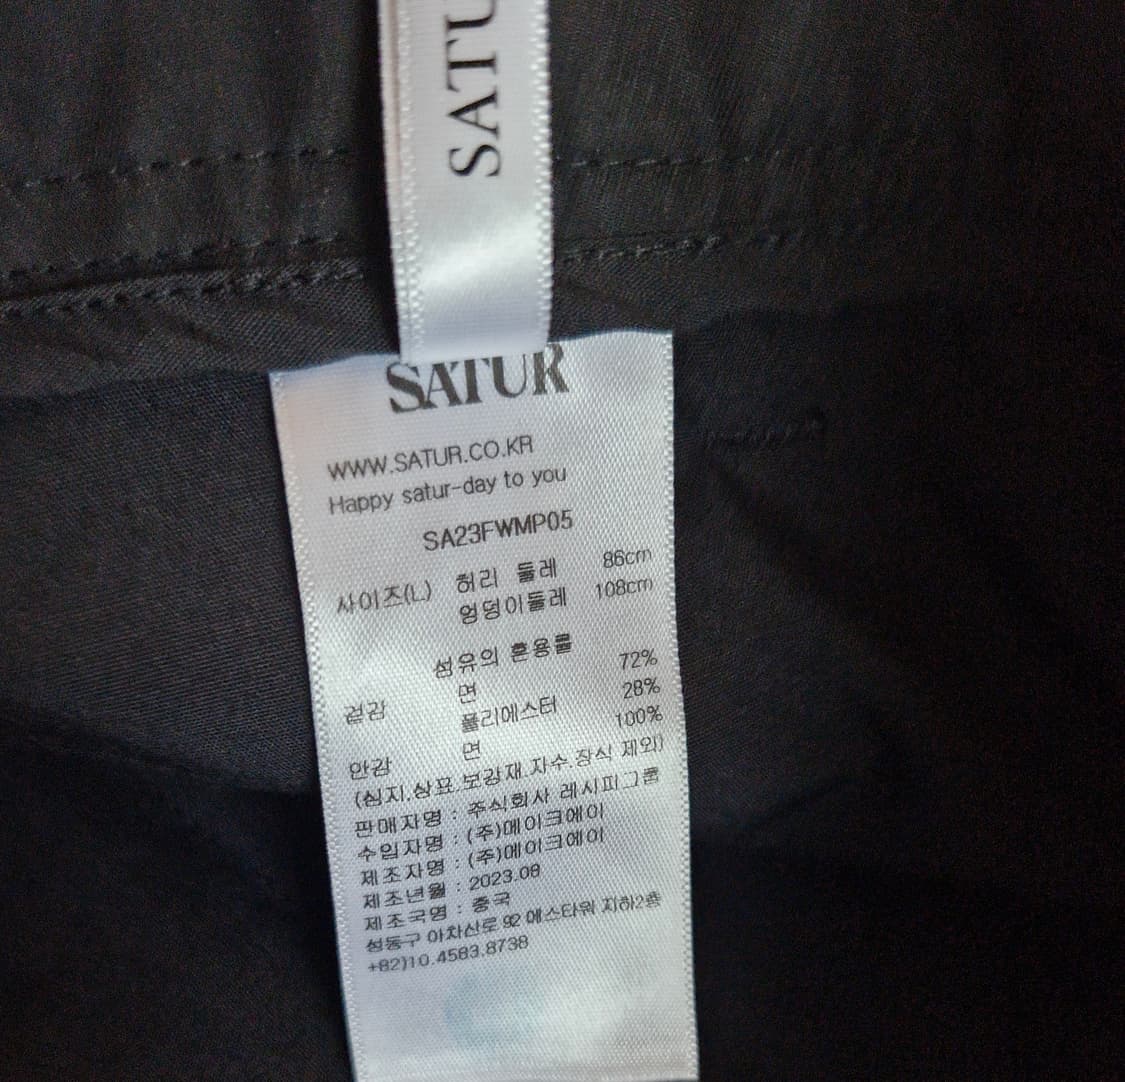 SATU
SATUR
WWW.SATUR.CO.KR
Happy satur-day to you
SA23FWMP05
사이즈(L) 허리 둘레 86cm
엉덩이둘레 108cm
섬유의 혼용률
겉감 면 72%
폴리에스터 28%
안감 면 100%
(심지.상표.보강재.자수.장식 제외)
판매자명 : 주식회사 레시피그룹
수입자명 : (주)메이크에이
제조자명 : (주)메이크에이
제조년월 : 2023.08
제조국명 : 중국
성동구 아차산로 92 에스타워 지하2층
+82)10.4583.8738